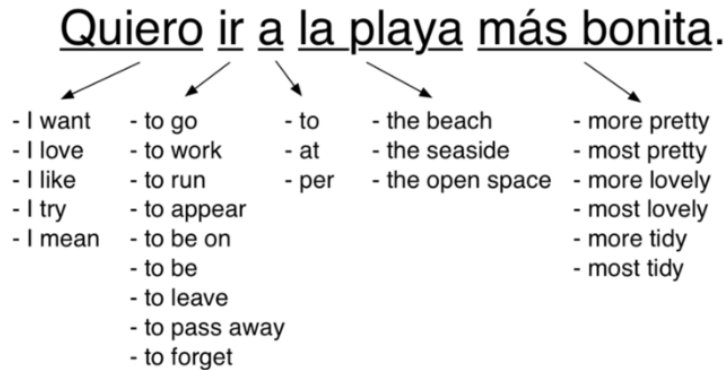 Quiero ir a la playa más bonita.
- I want - to go - to - the beach - more pretty
- I love - to work - at - the seaside - most pretty
- I like - to run - per - the open space - more lovely
- I try - to appear - most lovely
- I mean - to be on - more tidy
- to be - most tidy
- to leave
- to pass away
- to forget